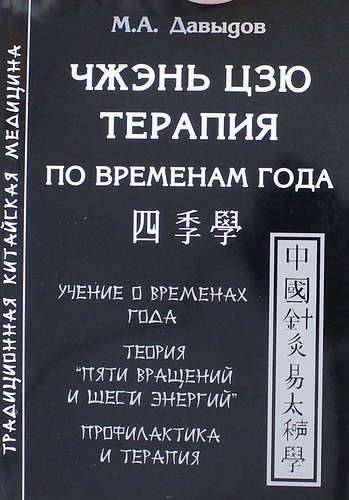 М.А. Давыдов
ЧЖЭНЬ ЦЗЮ
ТЕРАПИЯ
ПО ВРЕМЕНАМ ГОДА
四季學
УЧЕНИЕ О ВРЕМЕНАХ
ГОДА
ТЕОРИЯ
"ПЯТИ ВРАЩЕНИЙ
И ШЕСТИ ЭНЕРГИЙ"
ПРОФИЛАКТИКА
И ТЕРАПИЯ
ТРАДИЦИОННАЯ КИТАЙСКАЯ МЕДИЦИНА
中國針灸易太極學